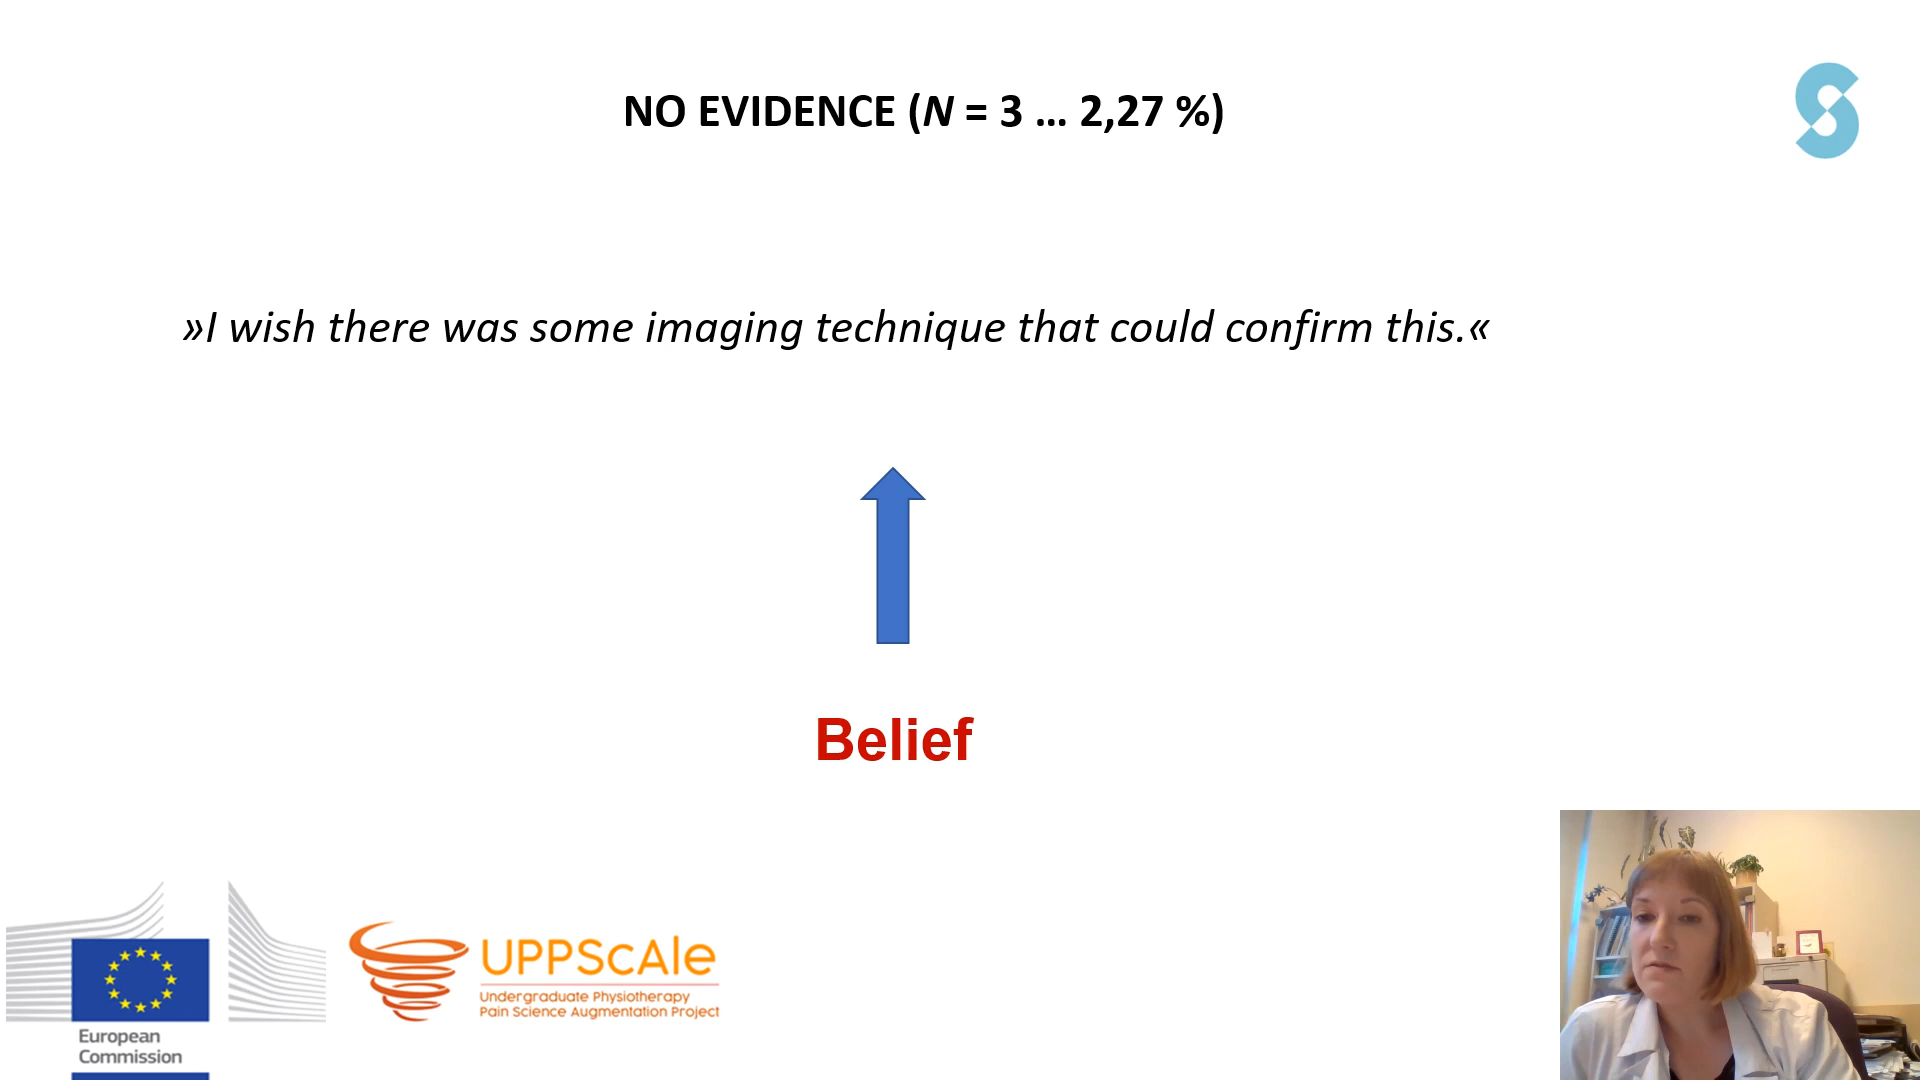 NO EVIDENCE (N = 3 … 2,27 %)
»I wish there was some imaging technique that could confirm this.«
Belief
European
Commission
UPPScAle
Undergraduate Physiotherapy
Pain Science Augmentation Project